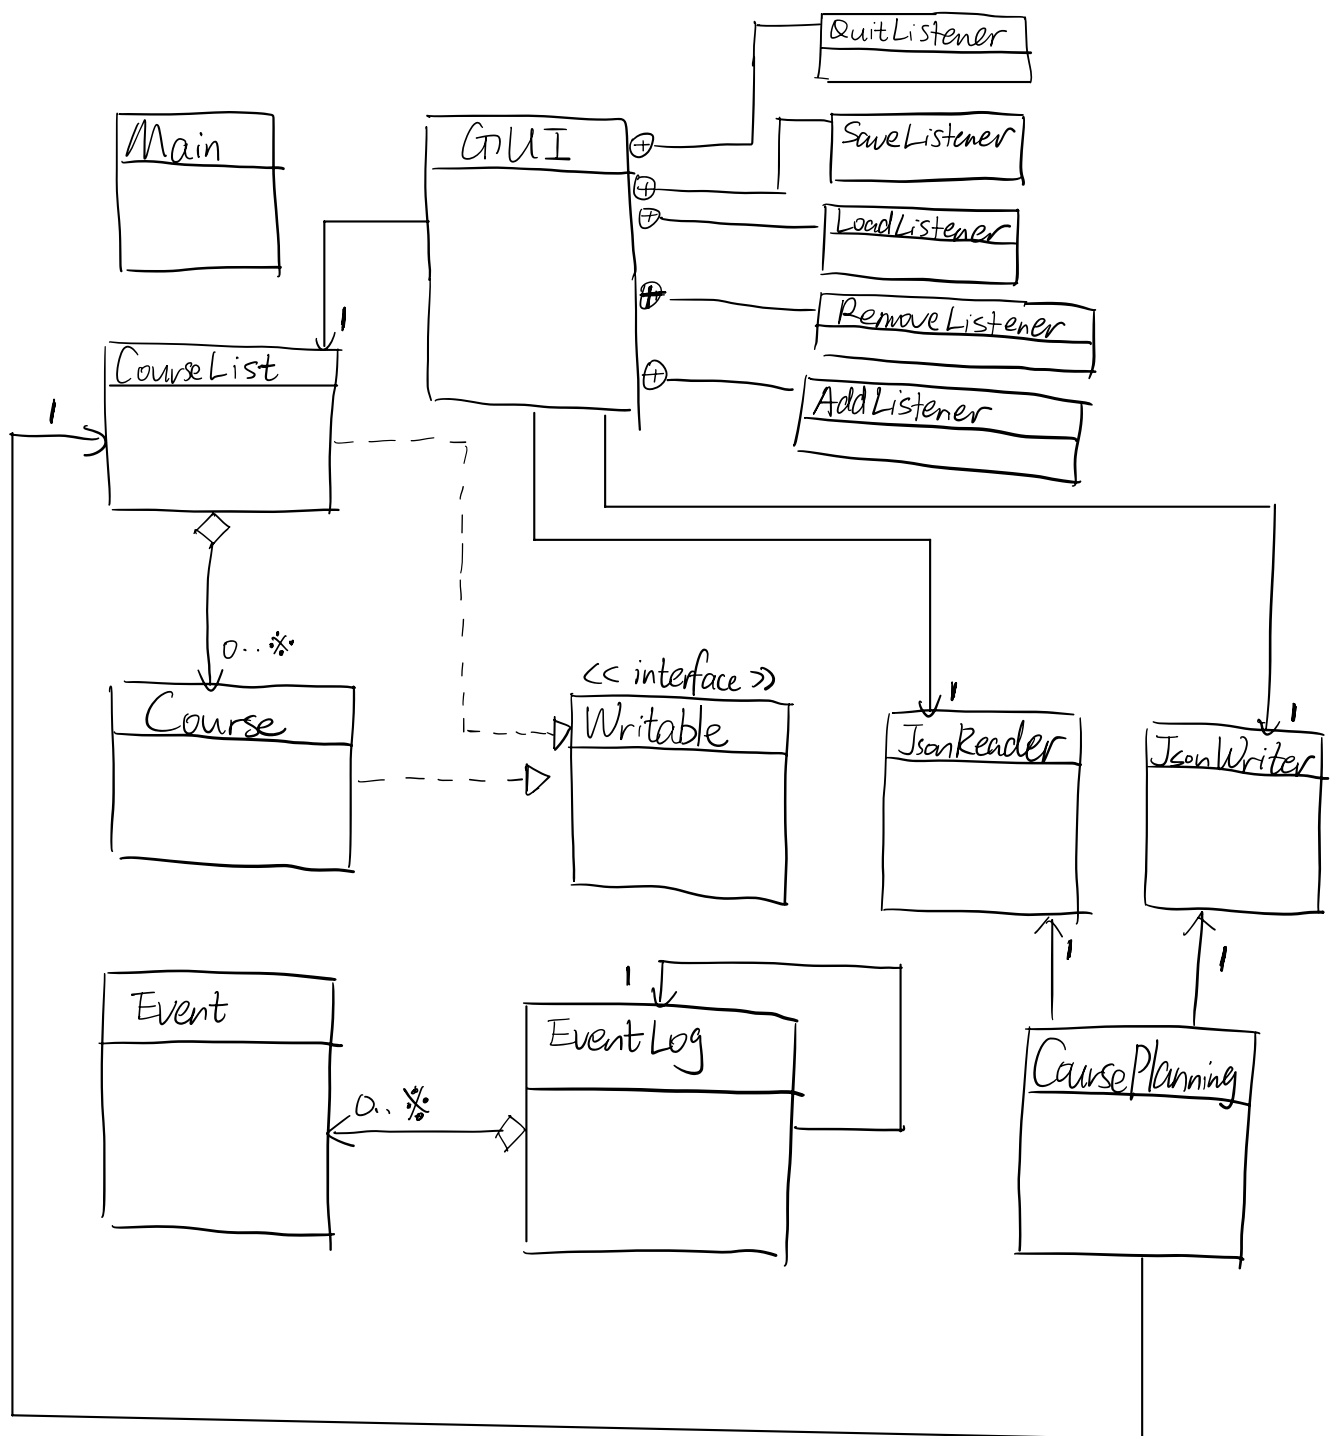 QuitListener
Main
GUI
SaveListener
LoadListener
RemoveListener
AddListener
1
CourseList
1
0..*
<< interface >>
Writable
Course
1
JsonReader
1
JsonWriter
1
1
Event
1
EventLog
0..*
CoursePlanning